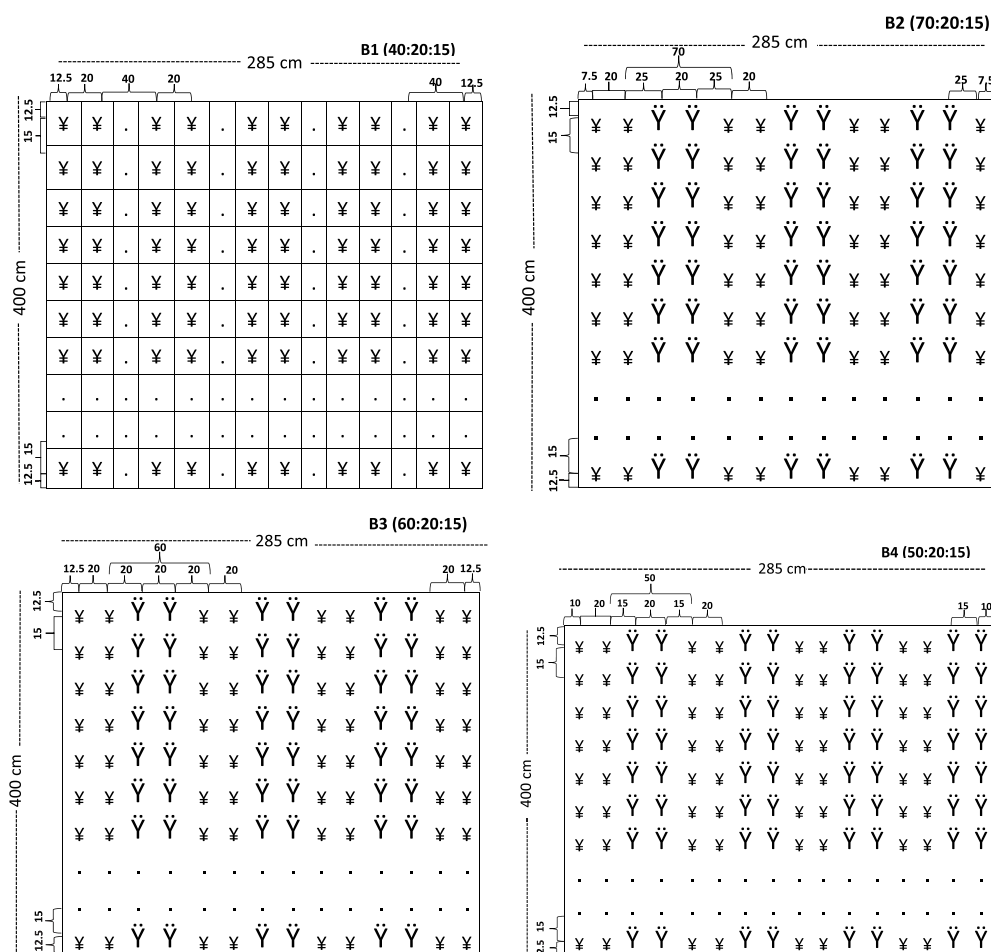 B1 (40:20:15)
285 cm
12.5 20 40 20 40 12.5
12.5
15
400 cm
¥ ¥ . ¥ ¥ . ¥ ¥ . ¥ ¥ . ¥ ¥
¥ ¥ . ¥ ¥ . ¥ ¥ . ¥ ¥ . ¥ ¥
¥ ¥ . ¥ ¥ . ¥ ¥ . ¥ ¥ . ¥ ¥
¥ ¥ . ¥ ¥ . ¥ ¥ . ¥ ¥ . ¥ ¥
¥ ¥ . ¥ ¥ . ¥ ¥ . ¥ ¥ . ¥ ¥
¥ ¥ . ¥ ¥ . ¥ ¥ . ¥ ¥ . ¥ ¥
¥ ¥ . ¥ ¥ . ¥ ¥ . ¥ ¥ . ¥ ¥
. . . . . . . . . . . . . .
. . . . . . . . . . . . . .
¥ ¥ . ¥ ¥ . ¥ ¥ . ¥ ¥ . ¥ ¥
15
12.5
B2 (70:20:15)
285 cm
70
7.5 20 25 20 25 20 25 7.5
12.5
15
400 cm
¥ ¥ Ÿ Ÿ ¥ ¥ Ÿ Ÿ ¥ ¥ Ÿ Ÿ ¥
¥ ¥ Ÿ Ÿ ¥ ¥ Ÿ Ÿ ¥ ¥ Ÿ Ÿ ¥
¥ ¥ Ÿ Ÿ ¥ ¥ Ÿ Ÿ ¥ ¥ Ÿ Ÿ ¥
¥ ¥ Ÿ Ÿ ¥ ¥ Ÿ Ÿ ¥ ¥ Ÿ Ÿ ¥
¥ ¥ Ÿ Ÿ ¥ ¥ Ÿ Ÿ ¥ ¥ Ÿ Ÿ ¥
¥ ¥ Ÿ Ÿ ¥ ¥ Ÿ Ÿ ¥ ¥ Ÿ Ÿ ¥
¥ ¥ Ÿ Ÿ ¥ ¥ Ÿ Ÿ ¥ ¥ Ÿ Ÿ ¥
. . . . . . . . . . . . .
. . . . . . . . . . . . .
¥ ¥ Ÿ Ÿ ¥ ¥ Ÿ Ÿ ¥ ¥ Ÿ Ÿ ¥
15
12.5
B3 (60:20:15)
285 cm
60
12.5 20 20 20 20 20 20 12.5
12.5
15
400 cm
¥ ¥ Ÿ Ÿ ¥ ¥ Ÿ Ÿ ¥ ¥ Ÿ Ÿ ¥ ¥
¥ ¥ Ÿ Ÿ ¥ ¥ Ÿ Ÿ ¥ ¥ Ÿ Ÿ ¥ ¥
¥ ¥ Ÿ Ÿ ¥ ¥ Ÿ Ÿ ¥ ¥ Ÿ Ÿ ¥ ¥
¥ ¥ Ÿ Ÿ ¥ ¥ Ÿ Ÿ ¥ ¥ Ÿ Ÿ ¥ ¥
¥ ¥ Ÿ Ÿ ¥ ¥ Ÿ Ÿ ¥ ¥ Ÿ Ÿ ¥ ¥
¥ ¥ Ÿ Ÿ ¥ ¥ Ÿ Ÿ ¥ ¥ Ÿ Ÿ ¥ ¥
¥ ¥ Ÿ Ÿ ¥ ¥ Ÿ Ÿ ¥ ¥ Ÿ Ÿ ¥ ¥
. . . . . . . . . . . . . .
. . . . . . . . . . . . . .
¥ ¥ Ÿ Ÿ ¥ ¥ Ÿ Ÿ ¥ ¥ Ÿ Ÿ ¥ ¥
15
12.5
B4 (50:20:15)
285 cm
50
10 20 15 20 15 20 15 10
12.5
15
400 cm
¥ ¥ Ÿ Ÿ ¥ ¥ Ÿ Ÿ ¥ ¥ Ÿ Ÿ ¥ ¥ Ÿ Ÿ
¥ ¥ Ÿ Ÿ ¥ ¥ Ÿ Ÿ ¥ ¥ Ÿ Ÿ ¥ ¥ Ÿ Ÿ
¥ ¥ Ÿ Ÿ ¥ ¥ Ÿ Ÿ ¥ ¥ Ÿ Ÿ ¥ ¥ Ÿ Ÿ
¥ ¥ Ÿ Ÿ ¥ ¥ Ÿ Ÿ ¥ ¥ Ÿ Ÿ ¥ ¥ Ÿ Ÿ
¥ ¥ Ÿ Ÿ ¥ ¥ Ÿ Ÿ ¥ ¥ Ÿ Ÿ ¥ ¥ Ÿ Ÿ
¥ ¥ Ÿ Ÿ ¥ ¥ Ÿ Ÿ ¥ ¥ Ÿ Ÿ ¥ ¥ Ÿ Ÿ
¥ ¥ Ÿ Ÿ ¥ ¥ Ÿ Ÿ ¥ ¥ Ÿ Ÿ ¥ ¥ Ÿ Ÿ
. . . . . . . . . . . . . . . .
. . . . . . . . . . . . . . . .
¥ ¥ Ÿ Ÿ ¥ ¥ Ÿ Ÿ ¥ ¥ Ÿ Ÿ ¥ ¥ Ÿ Ÿ
15